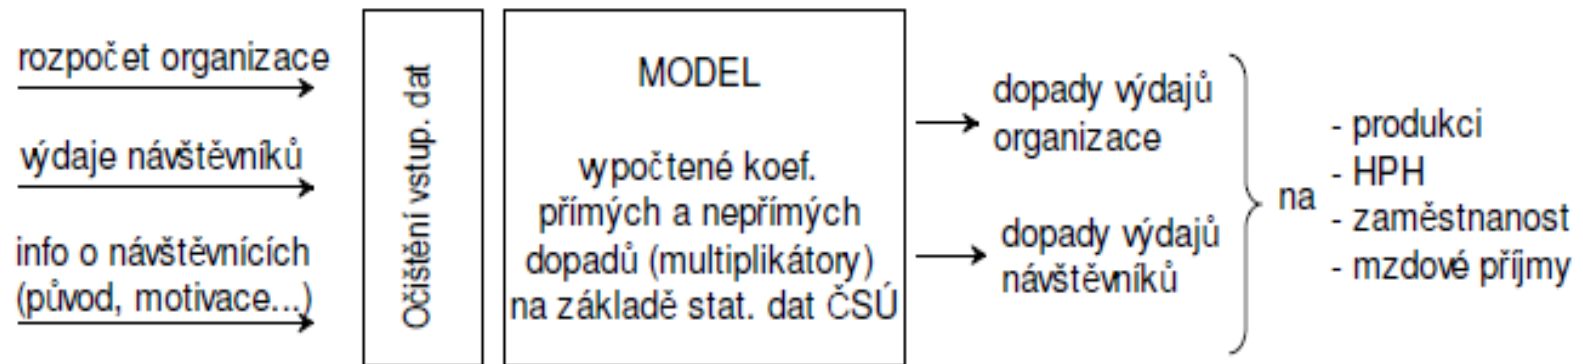 rozpočet organizace
výdaje návštěvníků
info o návštěvnících
(původ, motivace...)
Očištění vstup. dat
MODEL
vypočtené koef.
přímých a nepřímých
dopadů (multiplikátory)
na základě stat. dat ČSÚ
dopady výdajů
organizace
dopady výdajů
návštěvníků
na
- produkci
- HPH
- zaměstnanost
- mzdové příjmy